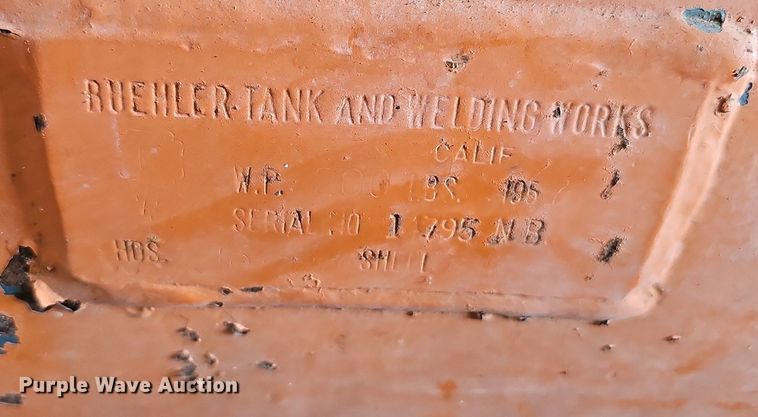 BUEHLER TANK AND WELDING WORKS
CALIF
W.P. LBS. 195
SERIAL NO 1 795 NB
HDS. SHELL
Purple Wave Auction